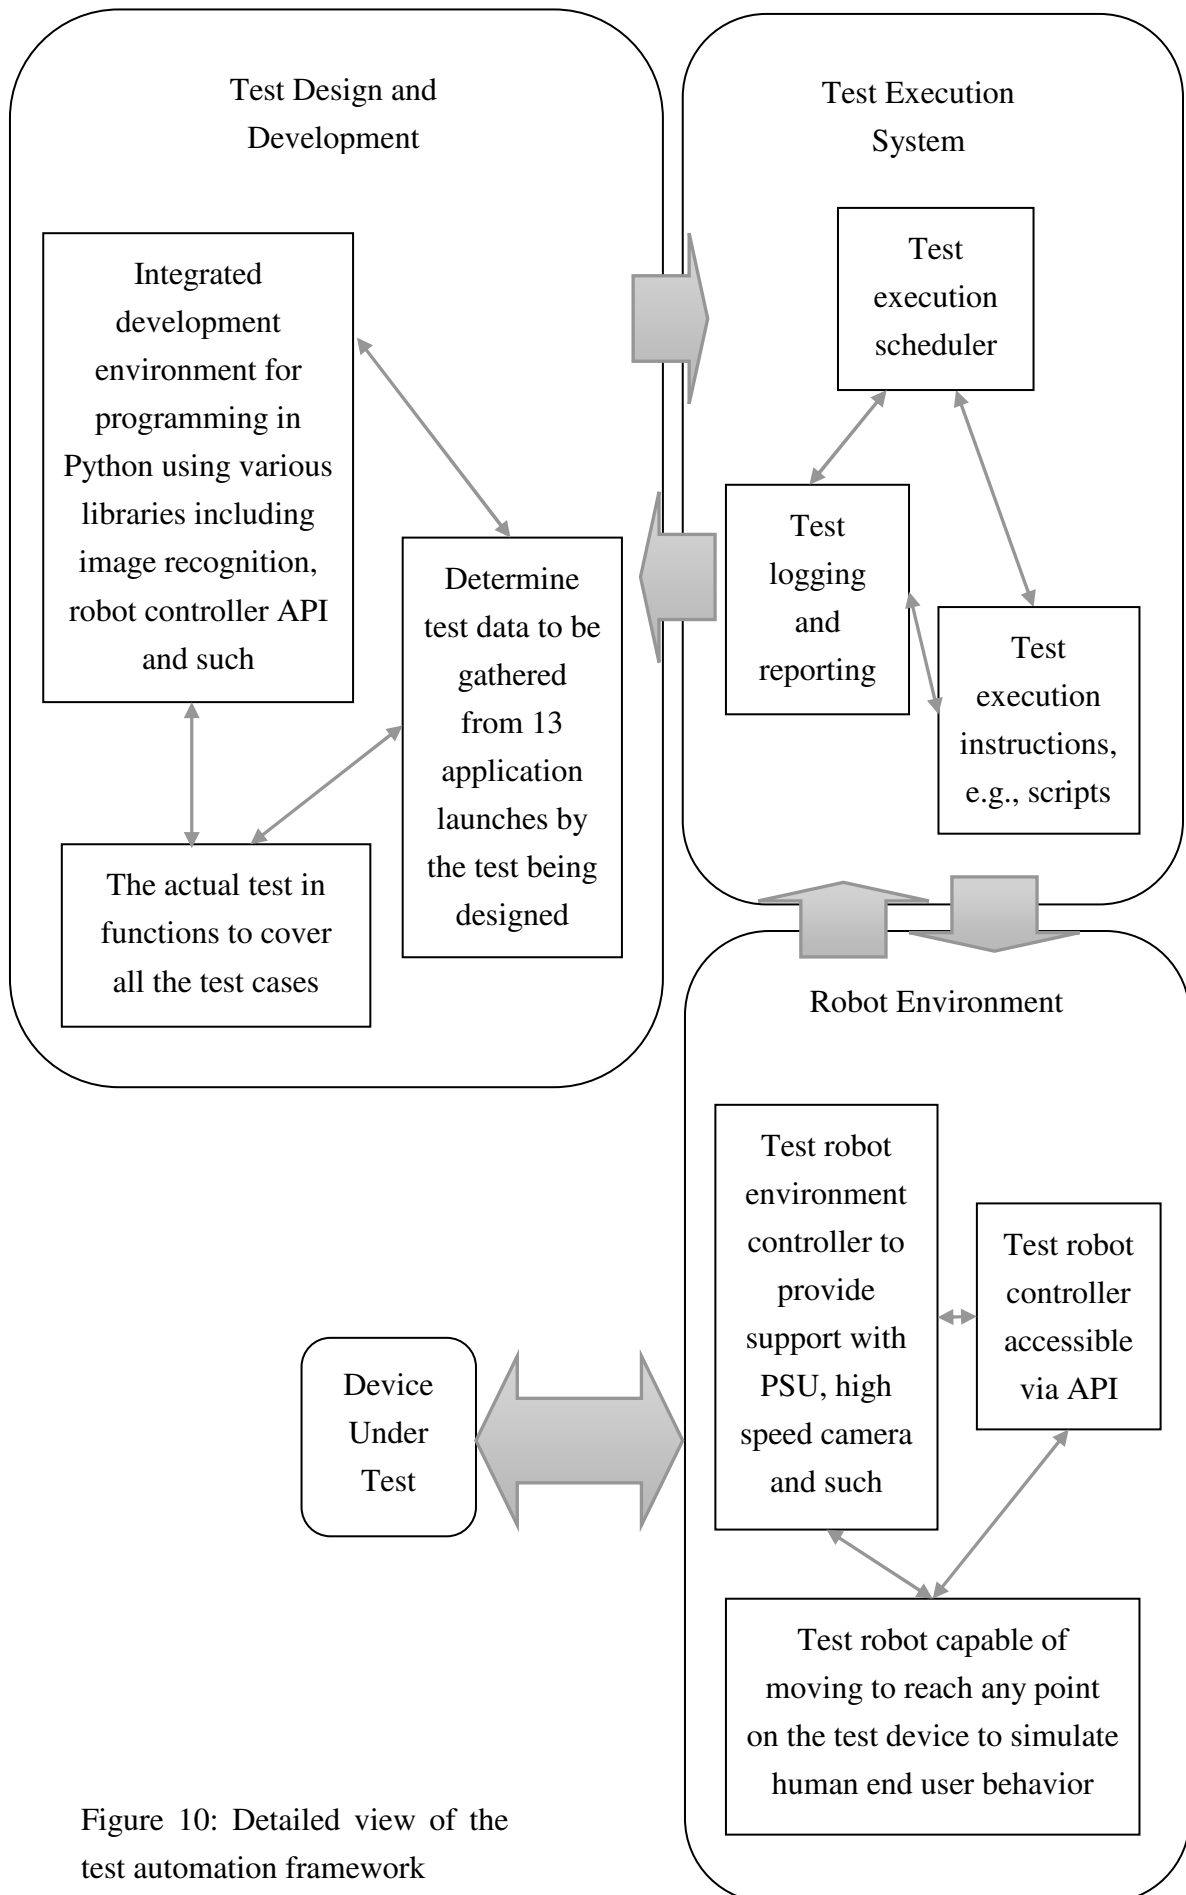 Test Design and
Development
Integrated
development
environment for
programming in
Python using various
libraries including
image recognition,
robot controller API
and such
Determine
test data to be
gathered
from 13
application
launches by
the test being
designed
The actual test in
functions to cover
all the test cases
Test Execution
System
Test
execution
scheduler
Test
logging
and
reporting
Test
execution
instructions,
e.g., scripts
Robot Environment
Test robot
environment
controller to
provide
support with
PSU, high
speed camera
and such
Test robot
controller
accessible
via API
Device
Under
Test
Test robot capable of
moving to reach any point
on the test device to simulate
human end user behavior
Figure 10: Detailed view of the
test automation framework